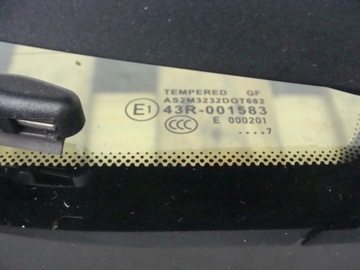 TEMPERED GF
AS2M3232DOT682
E1 43R-001583
CCC E 000201
....7